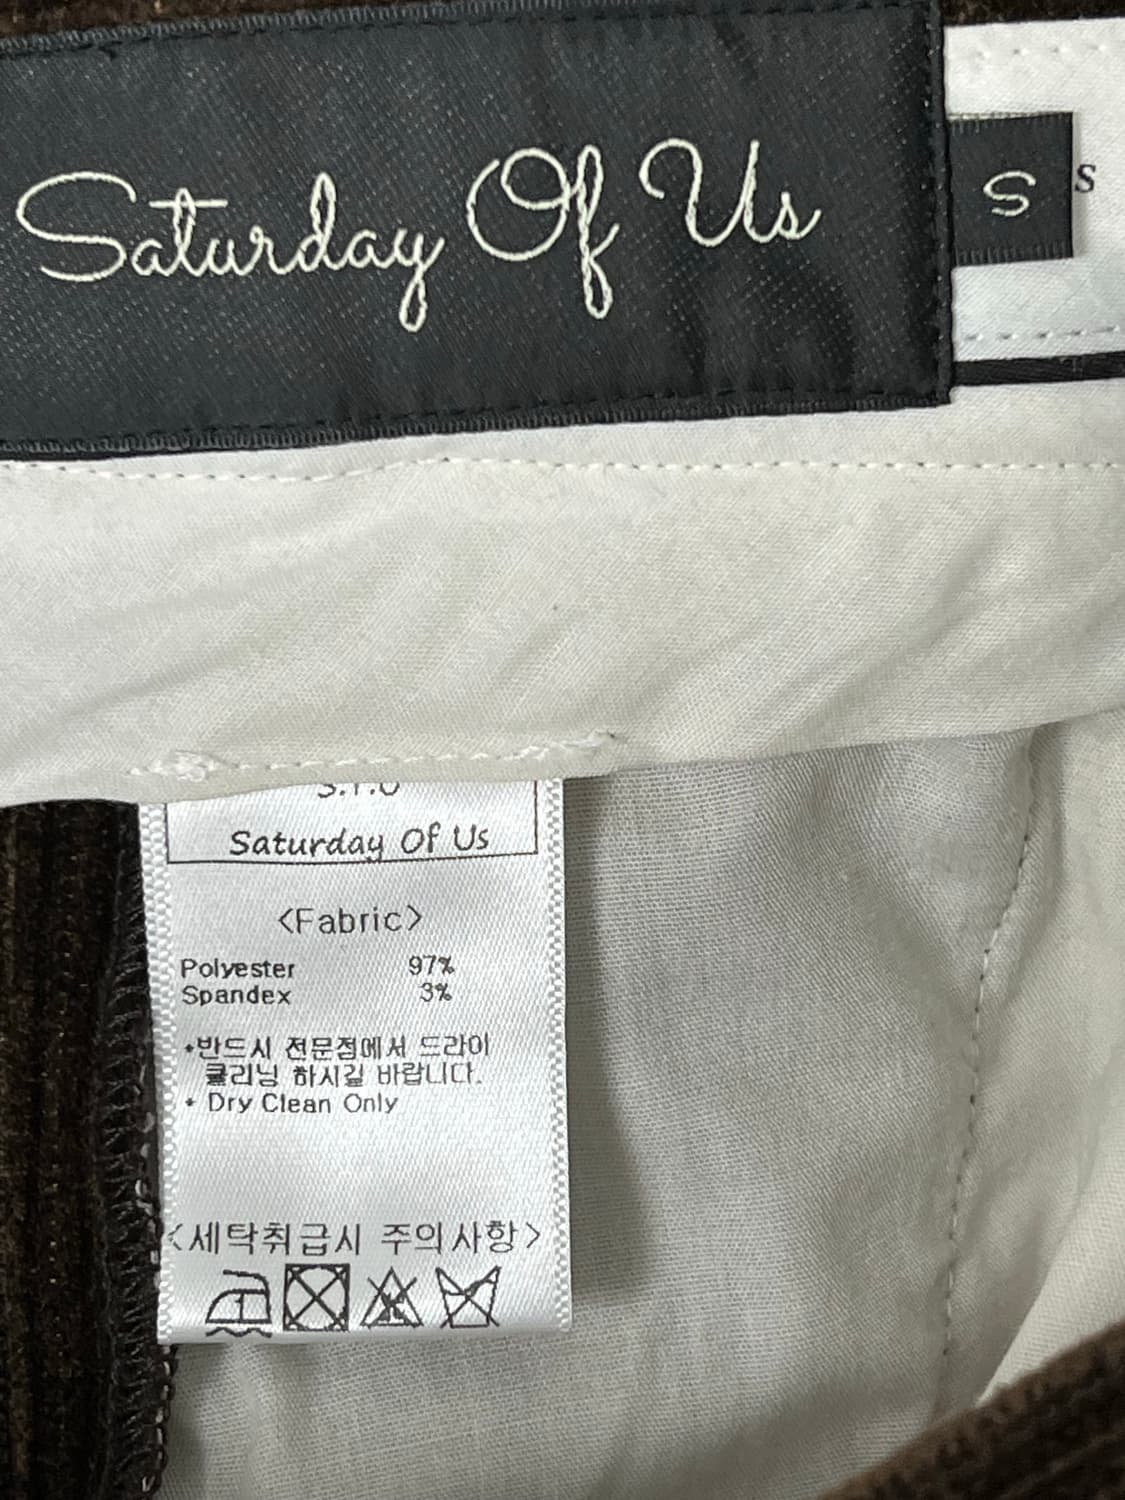 Saturday Of Us
S
S
S.T.O
Saturday Of Us
<Fabric>
Polyester 97%
Spandex 3%
*반드시 전문점에서 드라이
클리닝 하시길 바랍니다.
* Dry Clean Only
<세탁취급시 주의사항>